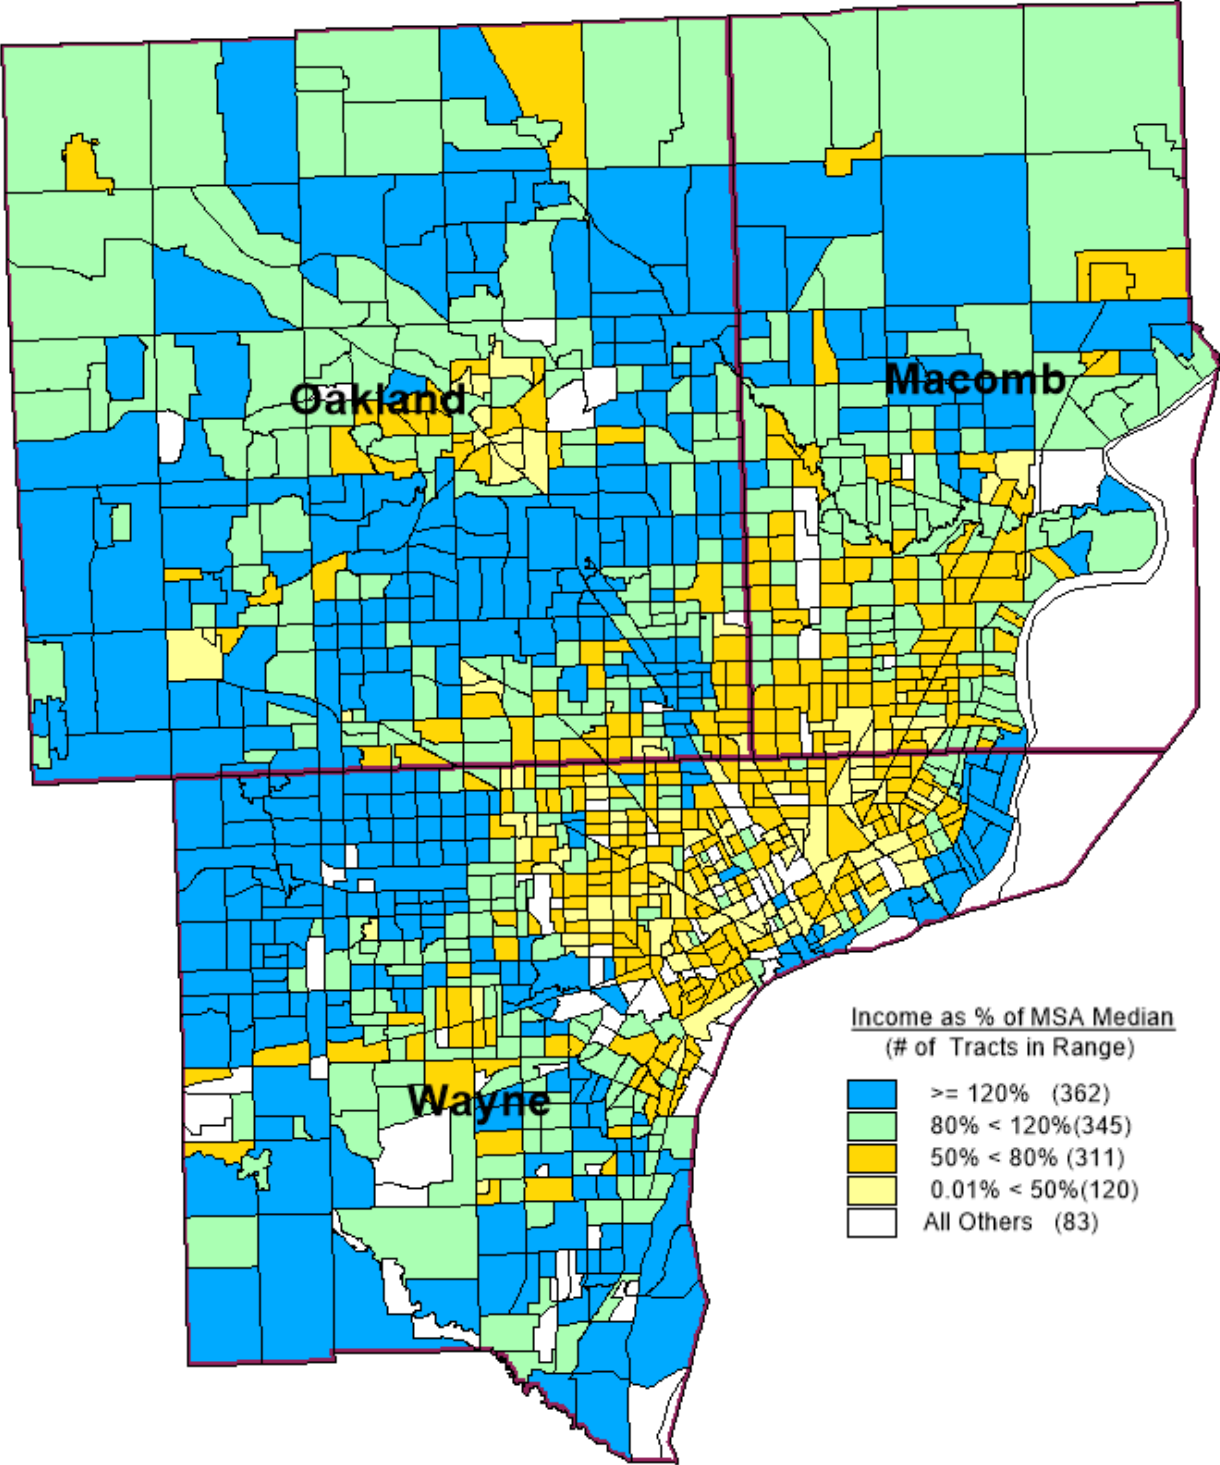 Oakland
Macomb
Wayne
Income as % of MSA Median
(# of Tracts in Range)
>= 120% (362)
80% < 120%(345)
50% < 80% (311)
0.01% < 50%(120)
All Others (83)